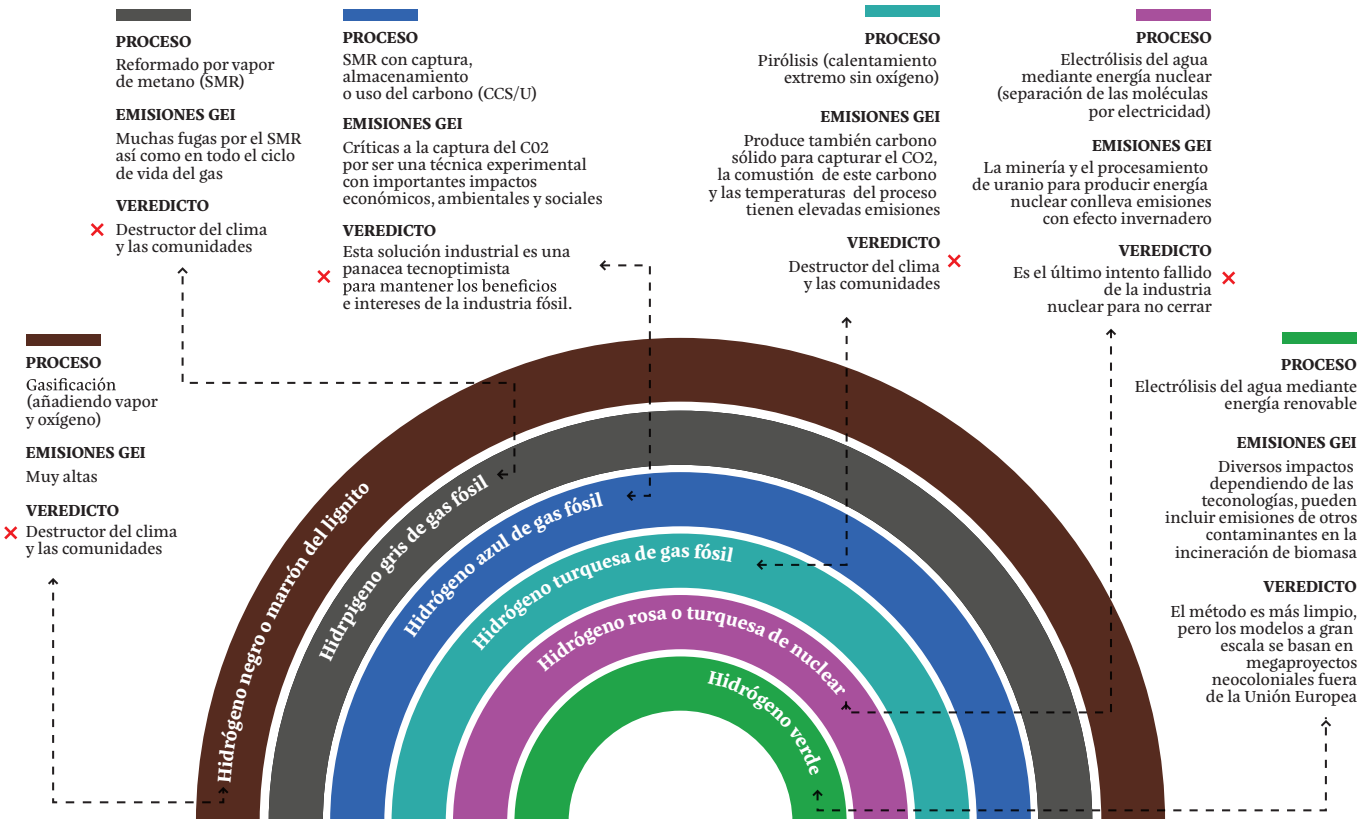 PROCESO
Reformado por vapor
de metano (SMR)
EMISIONES GEI
Muchas fugas por el SMR
así como en todo el ciclo
de vida del gas
VEREDICTO
Destructor del clima
y las comunidades
PROCESO
SMR con captura,
almacenamiento
o uso del carbono (CCS/U)
EMISIONES GEI
Críticas a la captura del C02
por ser una técnica experimental
con importantes impactos
económicos, ambientales y sociales
VEREDICTO
Esta solución industrial es una
panacea tecnoptimista
para mantener los beneficios
e intereses de la industria fósil.
PROCESO
Pirólisis (calentamiento
extremo sin oxígeno)
EMISIONES GEI
Produce también carbono
sólido para capturar el CO2,
la comustión de este carbono
y las temperaturas del proceso
tienen elevadas emisiones
VEREDICTO
Destructor del clima
y las comunidades
PROCESO
Electrólisis del agua
mediante energía nuclear
(separación de las moléculas
por electricidad)
EMISIONES GEI
La minería y el procesamiento
de uranio para producir energía
nuclear conlleva emisiones
con efecto invernadero
VEREDICTO
Es el último intento fallido
de la industria
nuclear para no cerrar
PROCESO
Gasificación
(añadiendo vapor
y oxígeno)
EMISIONES GEI
Muy altas
VEREDICTO
Destructor del clima
y las comunidades
PROCESO
Electrólisis del agua mediante
energía renovable
EMISIONES GEI
Diversos impactos
dependiendo de las
teconologías, pueden
incluir emisiones de otros
contaminantes en la
incineración de biomasa
VEREDICTO
El método es más limpio,
pero los modelos a gran
escala se basan en
megaproyectos
neocoloniales fuera
de la Unión Europea
Hidrógeno negro o marrón del lignito
Hidrpigeno gris de gas fósil
Hidrógeno azul de gas fósil
Hidrógeno turquesa de gas fósil
Hidrógeno rosa o turquesa de nuclear
Hidrógeno verde